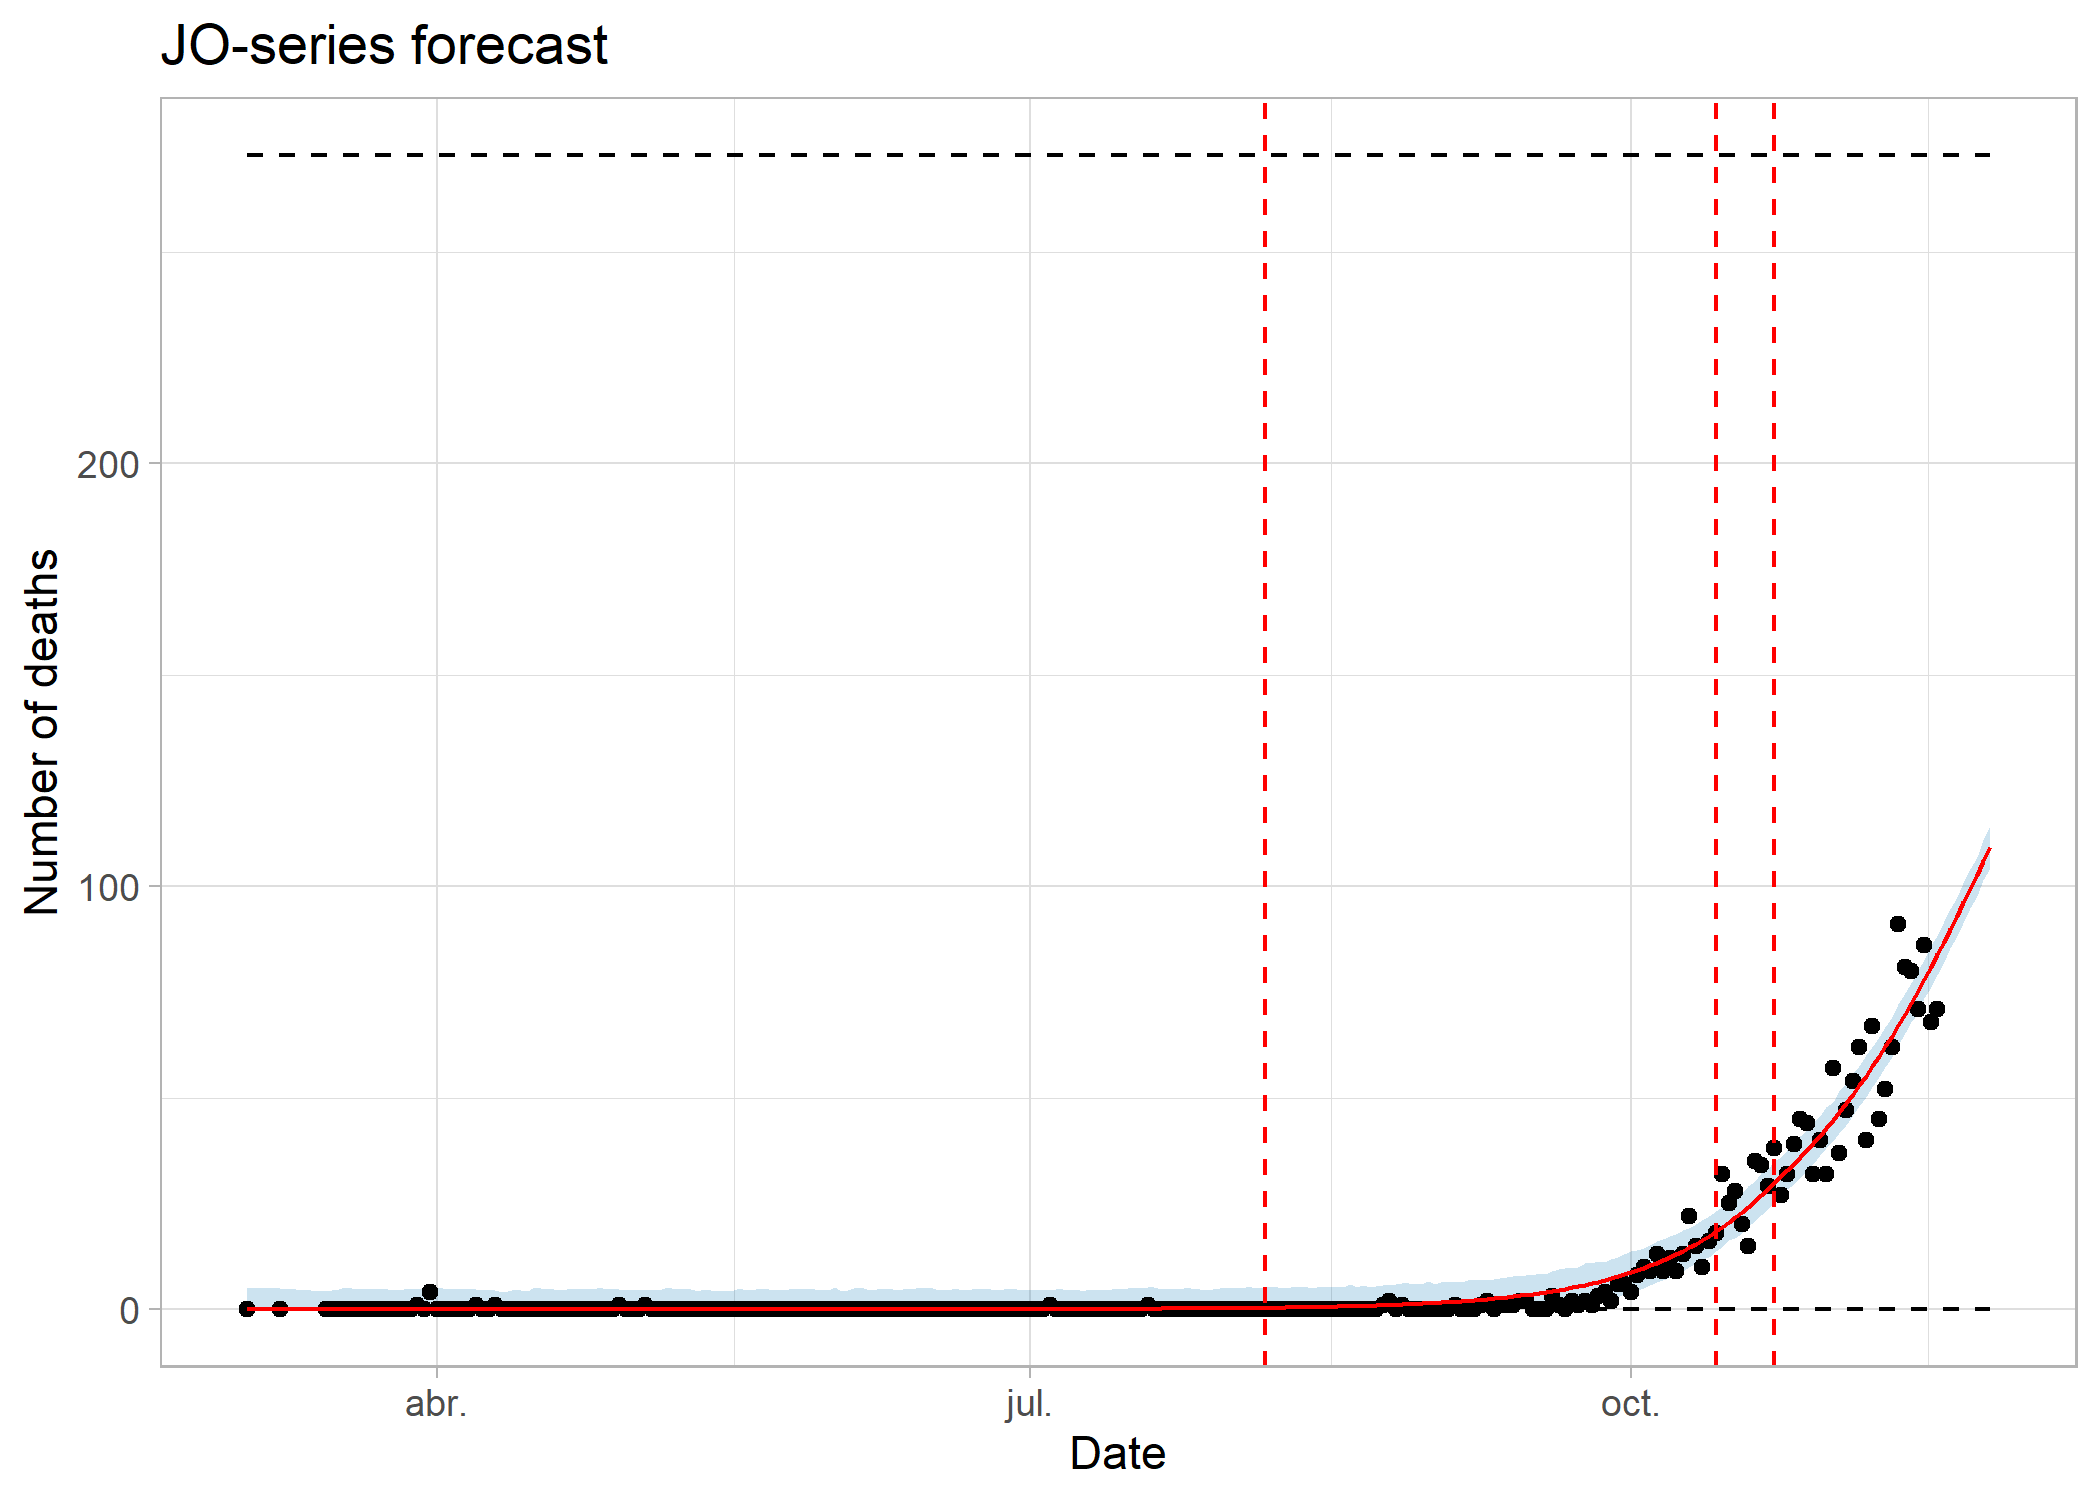 JO-series forecast
Number of deaths
200
100
0
abr.
jul.
oct.
Date